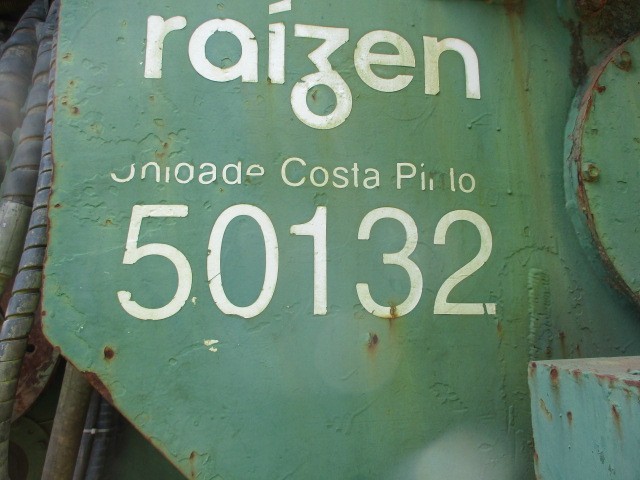 raízen
Unidade Costa Pinto
50132